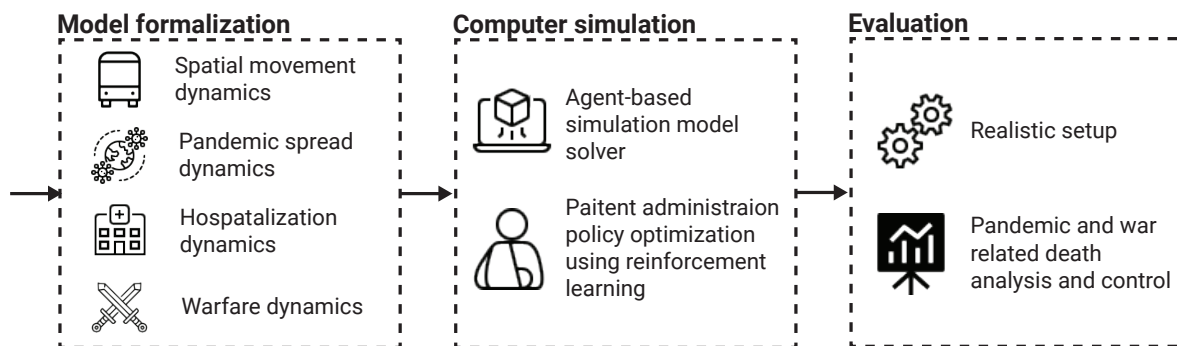 Model formalization
Spatial movement
dynamics
Pandemic spread
dynamics
Hospatalization
dynamics
Warfare dynamics
Computer simulation
Agent-based
simulation model
solver
Paitent administraion
policy optimization
using reinforcement
learning
Evaluation
Realistic setup
Pandemic and war
related death
analysis and control